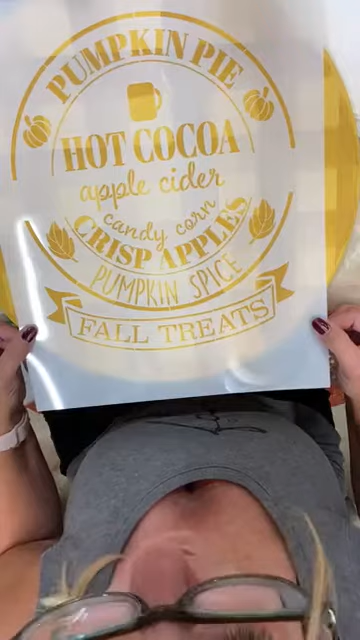 PUMPKIN PIE
HOT COCOA
apple cider
candy corn
CRISP APPLES
PUMPKIN SPICE
FALL TREATS